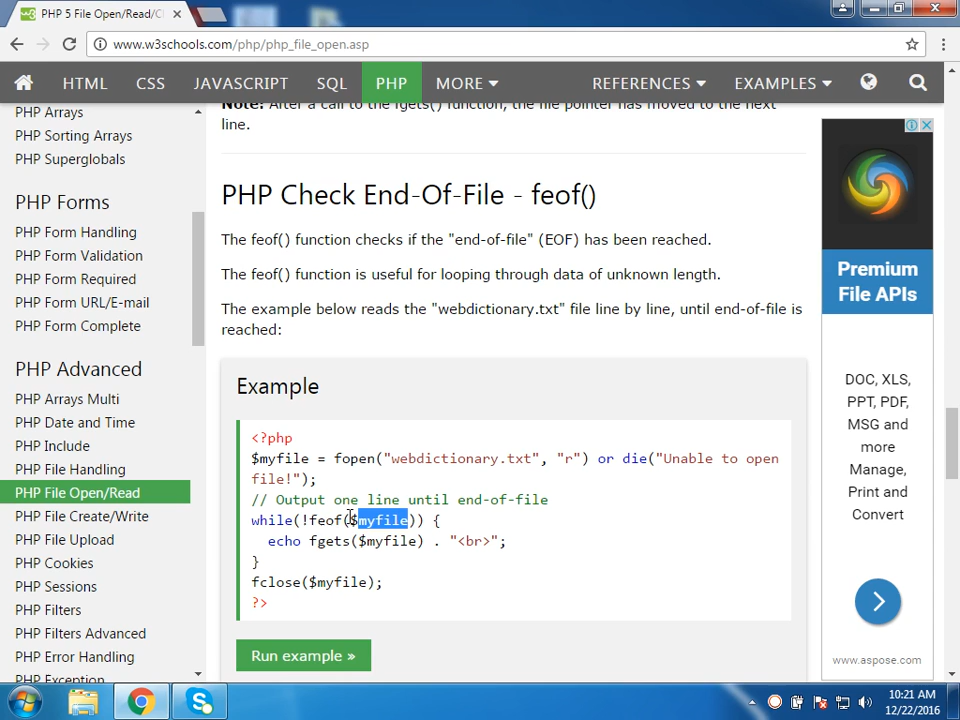 PHP 5 File Open/Read/Cl
www.w3schools.com/php/php_file_open.asp
HTML CSS JAVASCRIPT SQL PHP MORE REFERENCES EXAMPLES
PHP Arrays
PHP Sorting Arrays
PHP Superglobals
PHP Forms
PHP Form Handling
PHP Form Validation
PHP Form Required
PHP Form URL/E-mail
PHP Form Complete
PHP Advanced
PHP Arrays Multi
PHP Date and Time
PHP Include
PHP File Handling
PHP File Open/Read
PHP File Create/Write
PHP File Upload
PHP Cookies
PHP Sessions
PHP Filters
PHP Filters Advanced
PHP Error Handling
PHP Exception
Note: After a call to the fgets() function, the file pointer has moved to the next
line.
PHP Check End-Of-File - feof()
The feof() function checks if the "end-of-file" (EOF) has been reached.
The feof() function is useful for looping through data of unknown length.
The example below reads the "webdictionary.txt" file line by line, until end-of-file is
reached:
Example
<?php
$myfile = fopen("webdictionary.txt", "r") or die("Unable to open
file!");
// Output one line until end-of-file
while(!feof($myfile)) {
echo fgets($myfile) . "<br>";
}
fclose($myfile);
?>
Run example »
Premium
File APIs
DOC, XLS,
PPT, PDF,
MSG and
more
Manage,
Print and
Convert
www.aspose.com
10:21 AM
12/22/2016